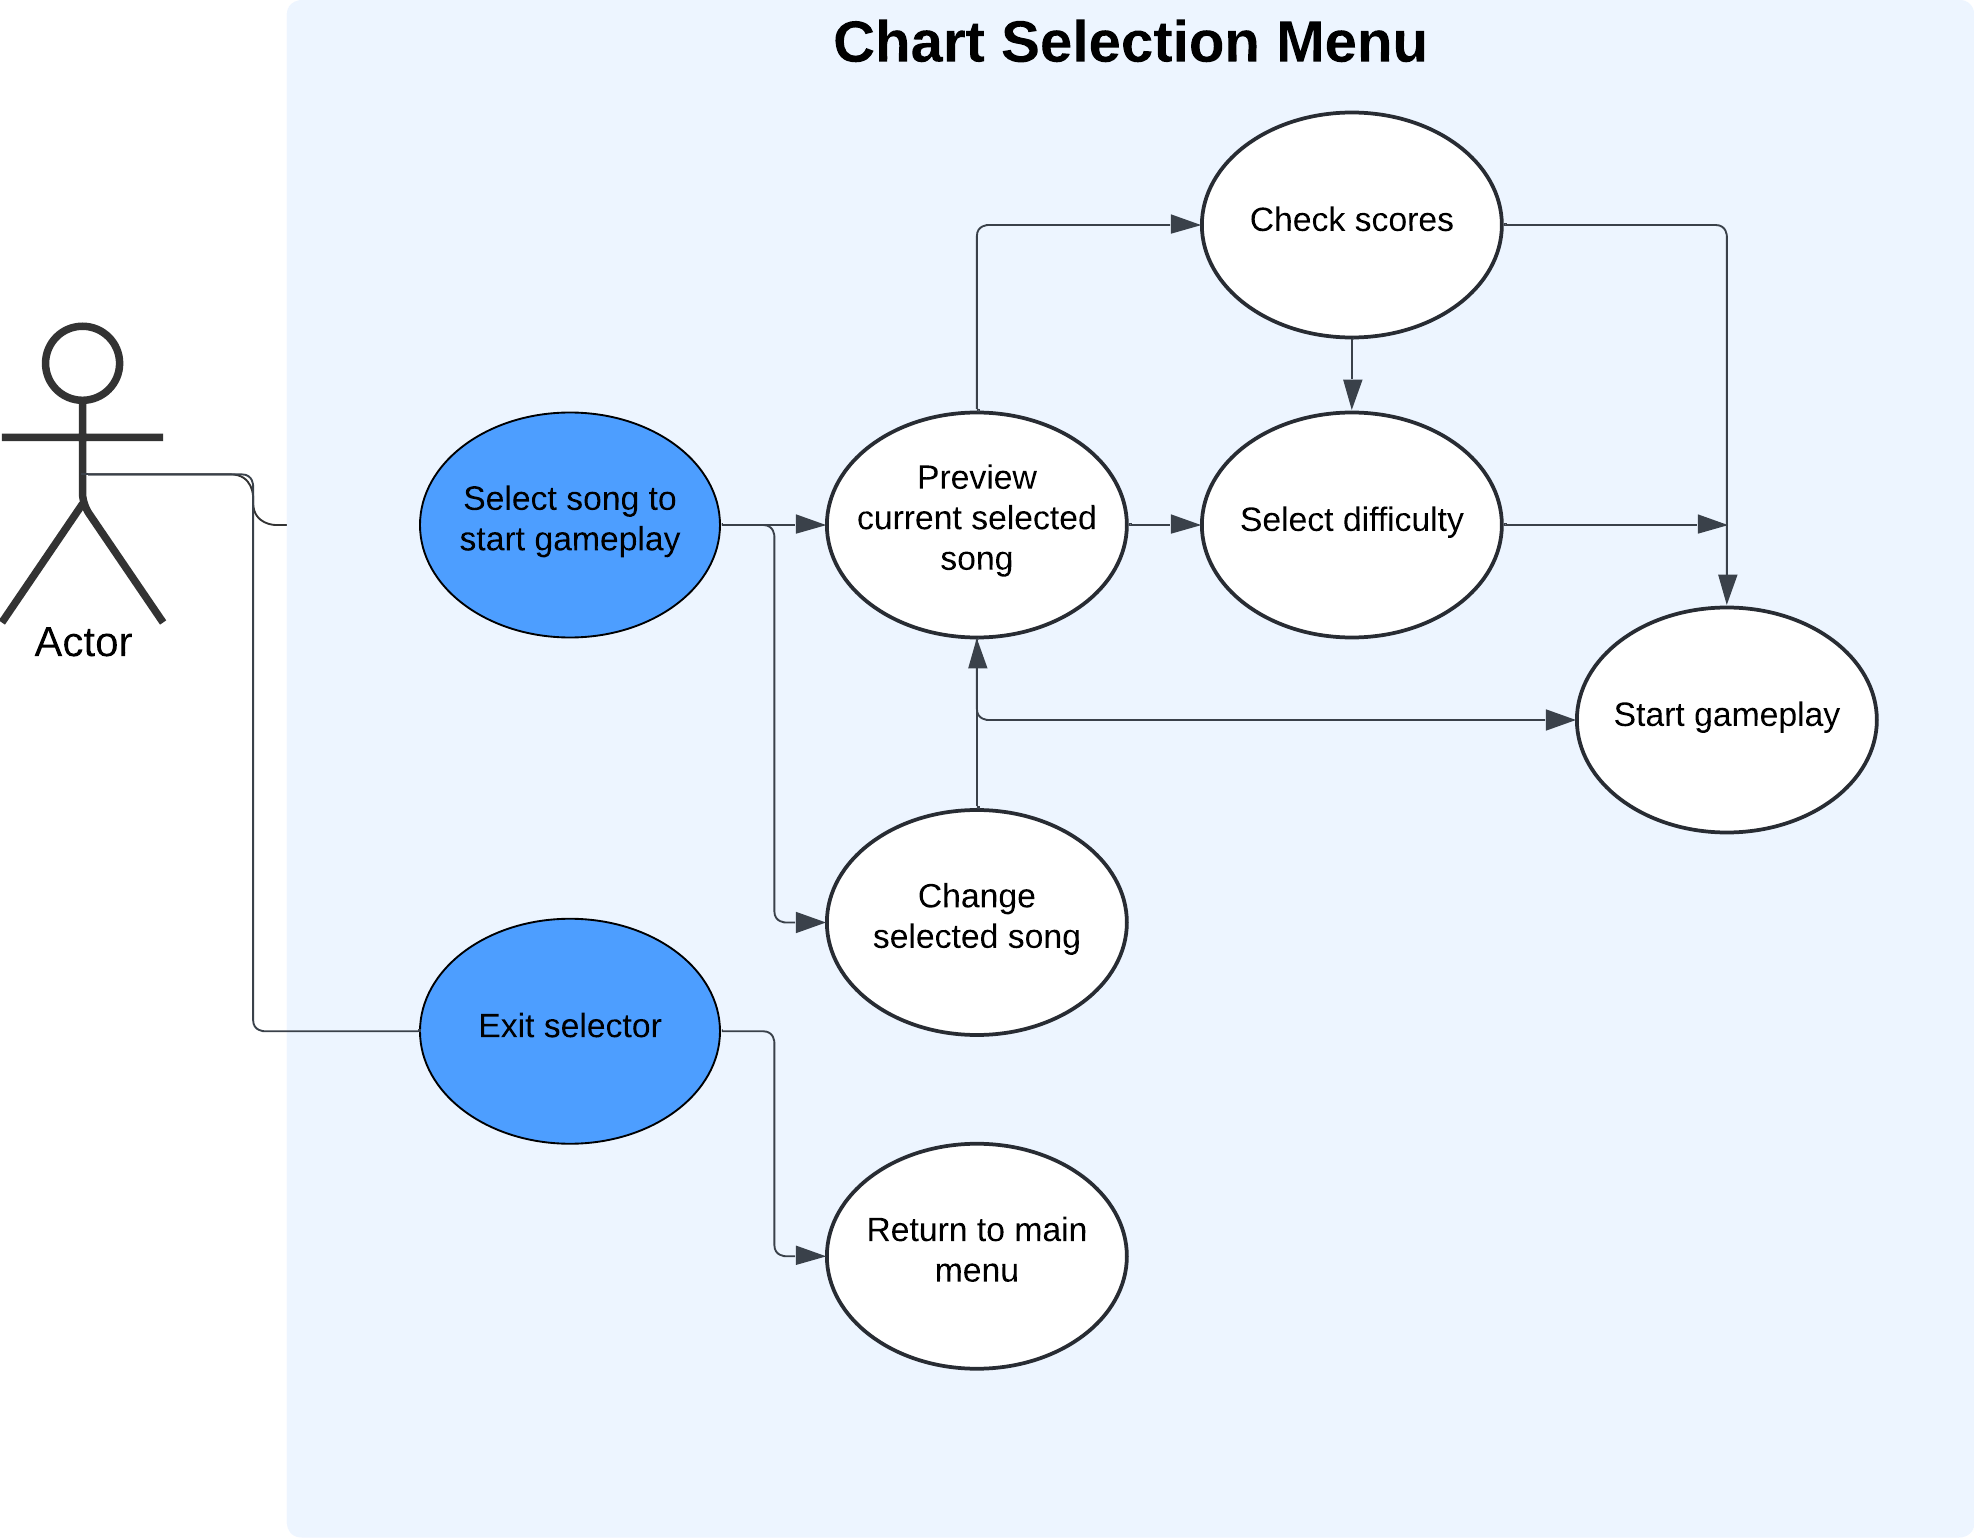 Chart Selection Menu
Check scores
Actor
Select song to
start gameplay
Preview
current selected
song
Select difficulty
Start gameplay
Change
selected song
Exit selector
Return to main
menu